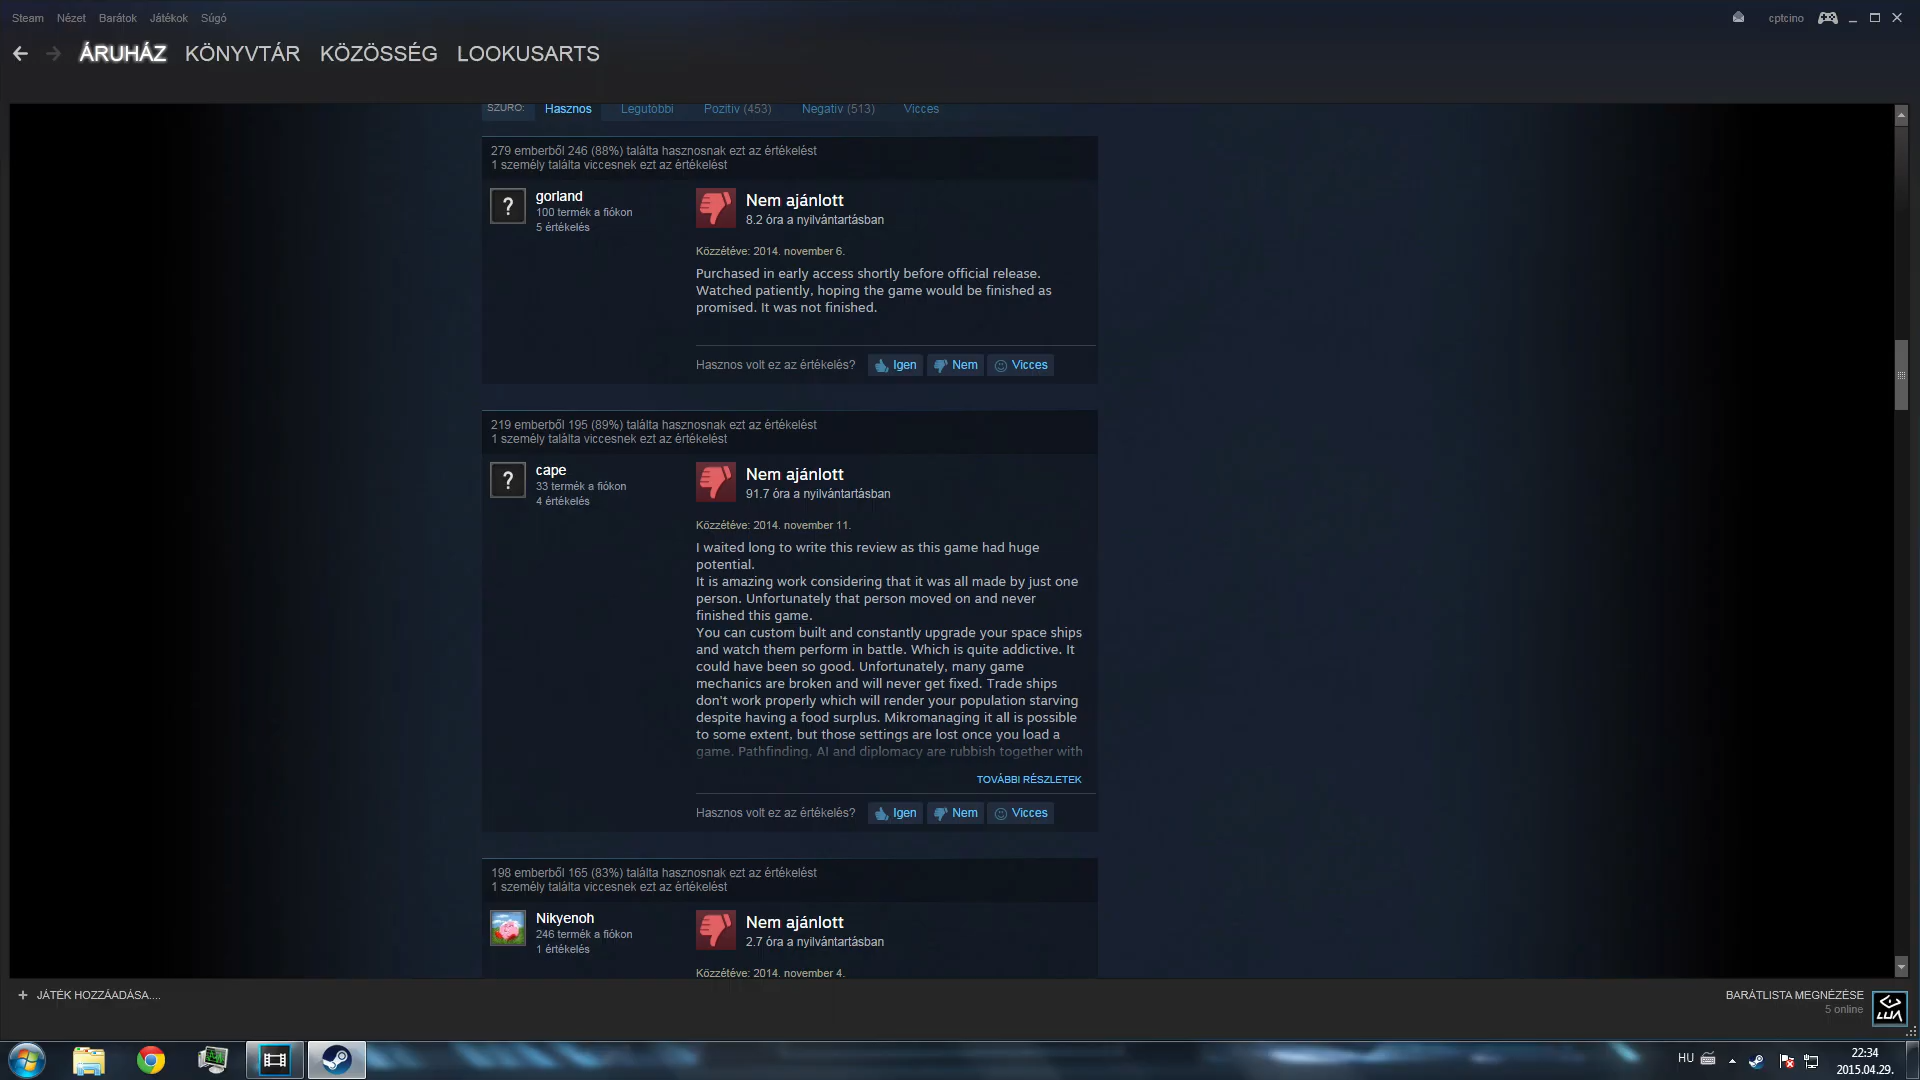 Steam Nézet Barátok Játékok Súgó
cptcino
ÁRUHÁZ KÖNYVTÁR KÖZÖSSÉG LOOKUSARTS
SZŰRŐ: Hasznos Legutóbbi Pozitív (453) Negatív (513) Vicces
279 emberből 246 (88%) találta hasznosnak ezt az értékelést
1 személy találta viccesnek ezt az értékelést
?
gorland
100 termék a fiókon
5 értékelés
Nem ajánlott
8.2 óra a nyilvántartásban
Közzétéve: 2014. november 6.
Purchased in early access shortly before official release.
Watched patiently, hoping the game would be finished as
promised. It was not finished.
Hasznos volt ez az értékelés? Igen Nem Vicces
219 emberből 195 (89%) találta hasznosnak ezt az értékelést
1 személy találta viccesnek ezt az értékelést
?
cape
33 termék a fiókon
4 értékelés
Nem ajánlott
91.7 óra a nyilvántartásban
Közzétéve: 2014. november 11.
I waited long to write this review as this game had huge
potential.
It is amazing work considering that it was all made by just one
person. Unfortunately that person moved on and never
finished this game.
You can custom built and constantly upgrade your space ships
and watch them perform in battle. Which is quite addictive. It
could have been so good. Unfortunately, many game
mechanics are broken and will never get fixed. Trade ships
don't work properly which will render your population starving
despite having a food surplus. Mikromanaging it all is possible
to some extent, but those settings are lost once you load a
game. Pathfinding, AI and diplomacy are rubbish together with
TOVÁBBI RÉSZLETEK
Hasznos volt ez az értékelés? Igen Nem Vicces
198 emberből 165 (83%) találta hasznosnak ezt az értékelést
1 személy találta viccesnek ezt az értékelést
Nikyenoh
246 termék a fiókon
1 értékelés
Nem ajánlott
2.7 óra a nyilvántartásban
Közzétéve: 2014. november 4.
+ JÁTÉK HOZZÁADÁSA....
BARÁTLISTA MEGNÉZÉSE
5 online
LUA
HU
22:34
2015.04.29.